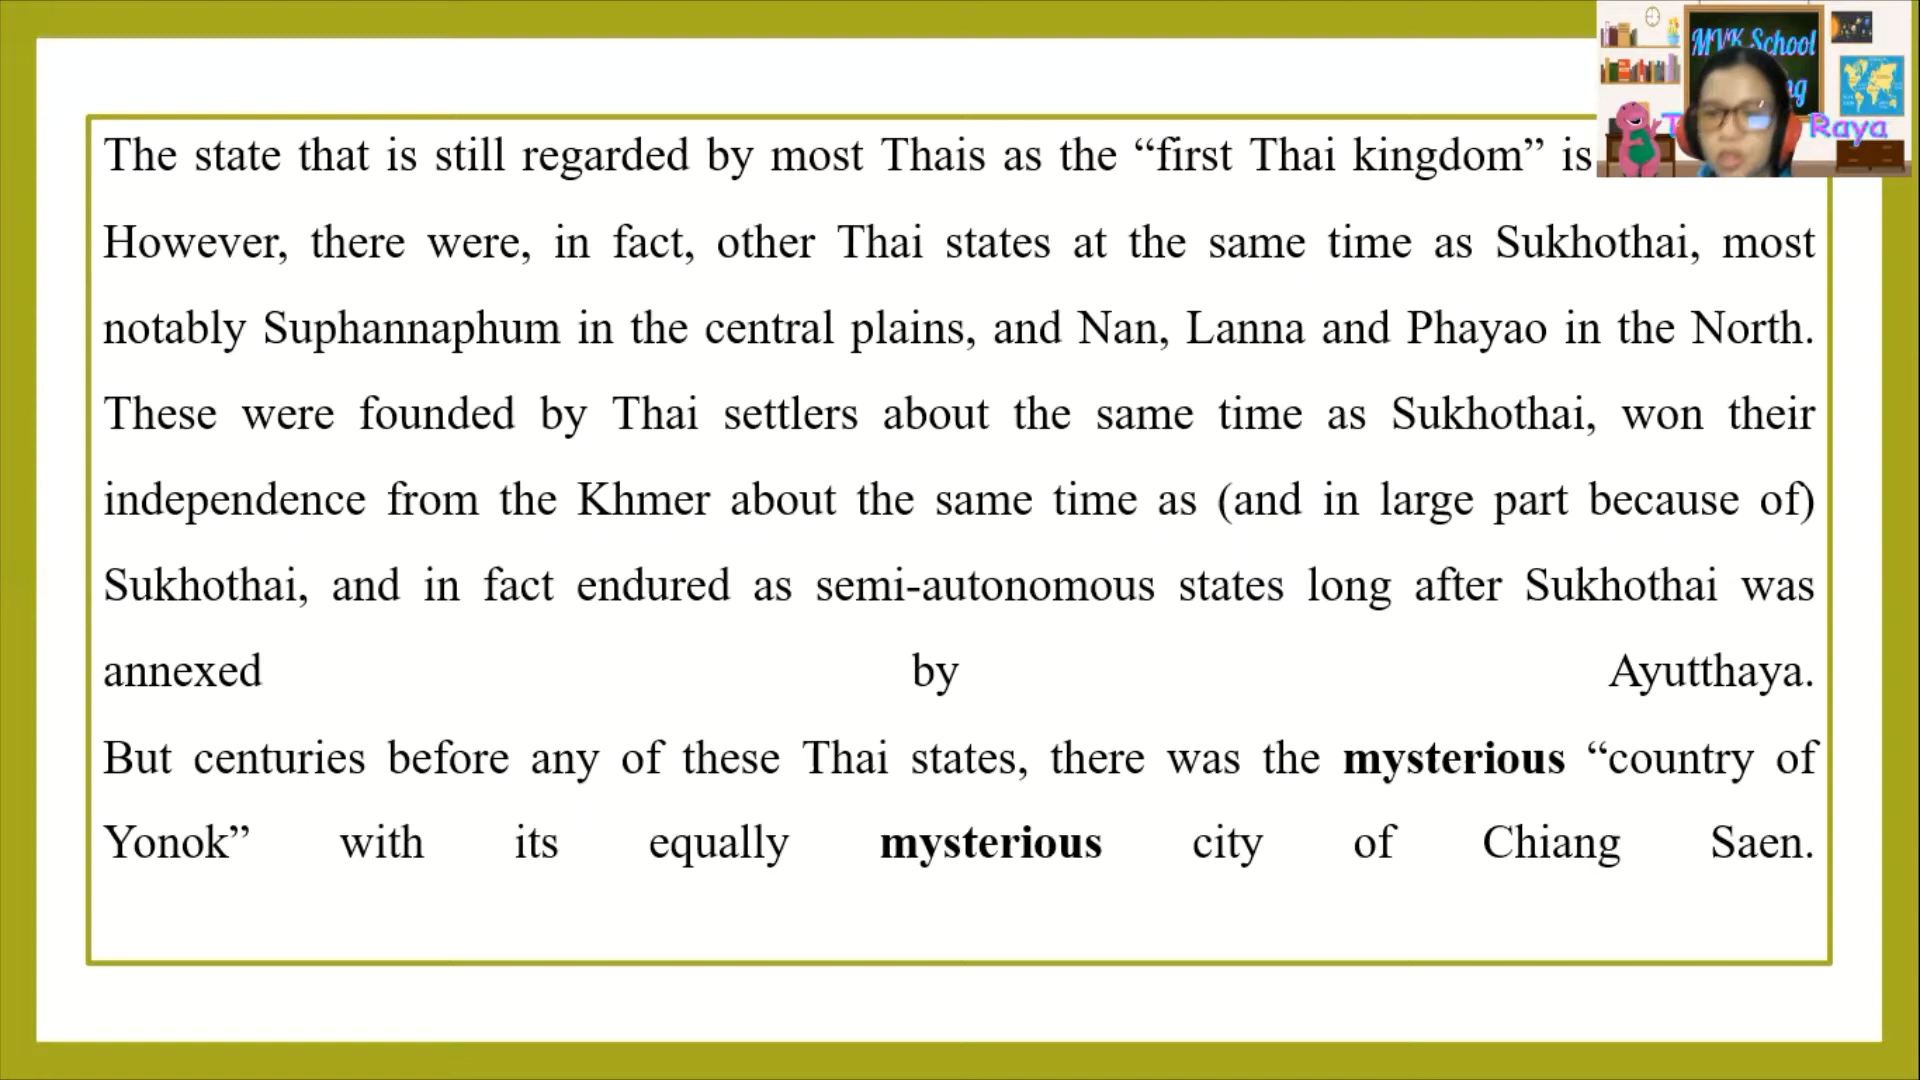 MVK School
ng
T Raya
The state that is still regarded by most Thais as the “first Thai kingdom” is
However, there were, in fact, other Thai states at the same time as Sukhothai, most
notably Suphannaphum in the central plains, and Nan, Lanna and Phayao in the North.
These were founded by Thai settlers about the same time as Sukhothai, won their
independence from the Khmer about the same time as (and in large part because of)
Sukhothai, and in fact endured as semi-autonomous states long after Sukhothai was
annexed by Ayutthaya.
But centuries before any of these Thai states, there was the mysterious “country of
Yonok” with its equally mysterious city of Chiang Saen.